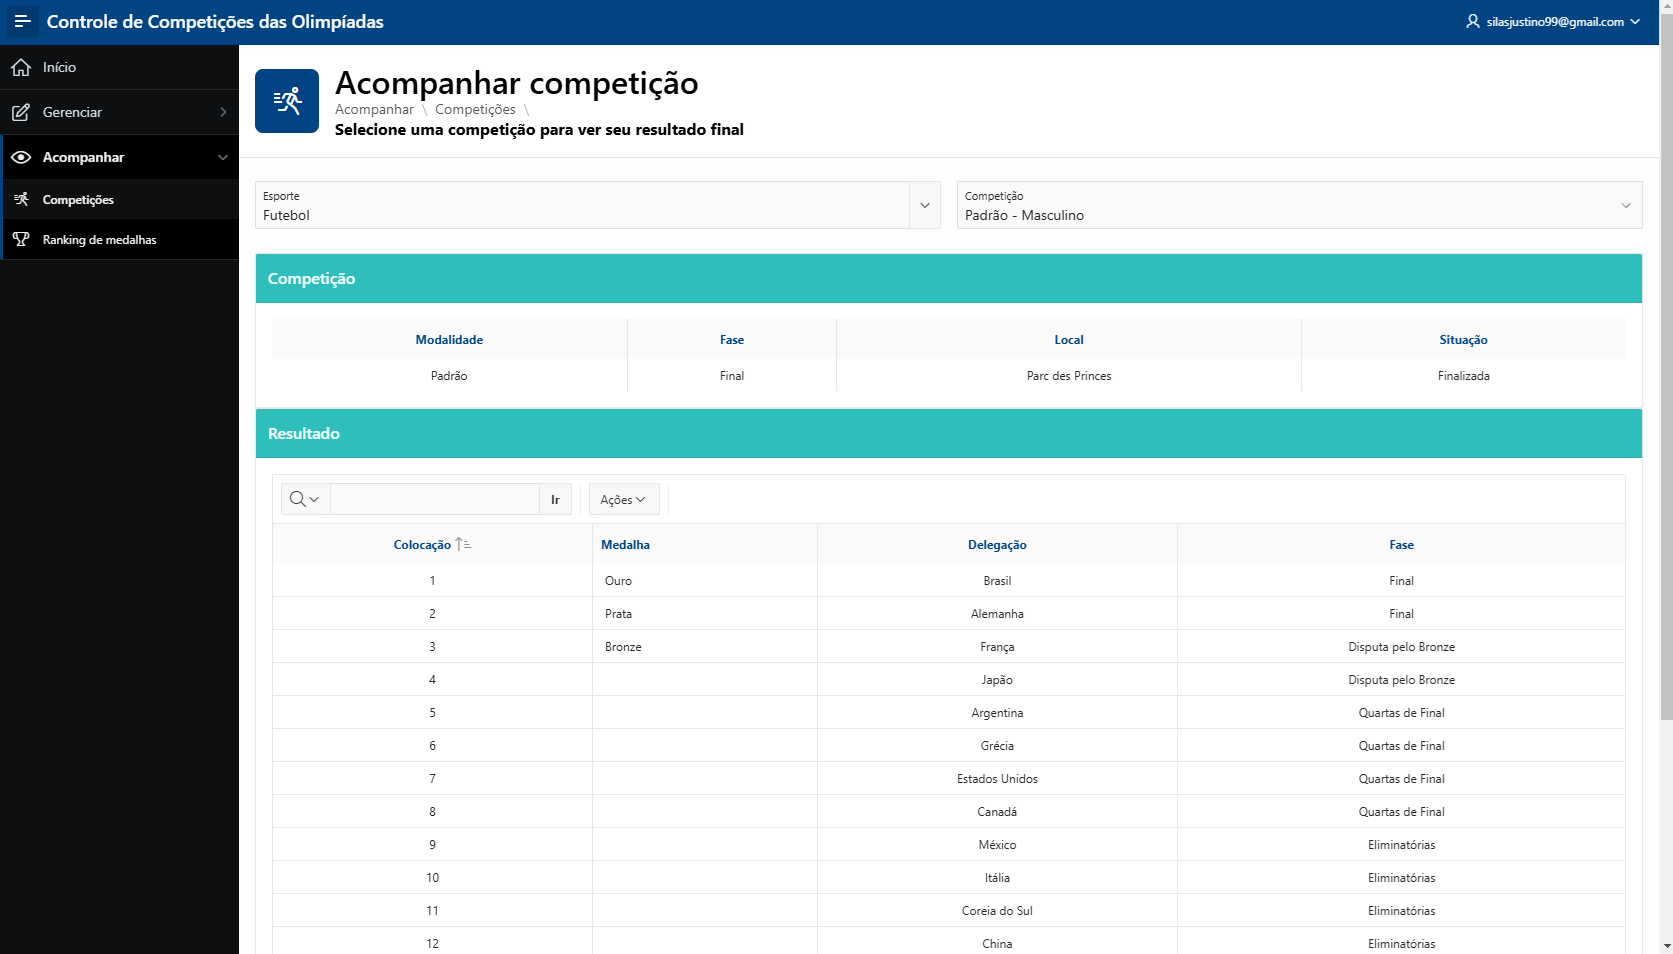 Controle de Competições das Olimpíadas
silasjustino99@gmail.com
Início
Gerenciar
Acompanhar
Competições
Ranking de medalhas
Acompanhar competição
Acompanhar \ Competições \
Selecione uma competição para ver seu resultado final
Esporte
Futebol
Competição
Padrão - Masculino
Competição
Modalidade Fase Local Situação
Padrão Final Parc des Princes Finalizada
Resultado
Ir Ações
Colocação Medalha Delegação Fase
1 Ouro Brasil Final
2 Prata Alemanha Final
3 Bronze França Disputa pelo Bronze
4 Japão Disputa pelo Bronze
5 Argentina Quartas de Final
6 Grécia Quartas de Final
7 Estados Unidos Quartas de Final
8 Canadá Quartas de Final
9 México Eliminatórias
10 Itália Eliminatórias
11 Coreia do Sul Eliminatórias
12 China Eliminatórias